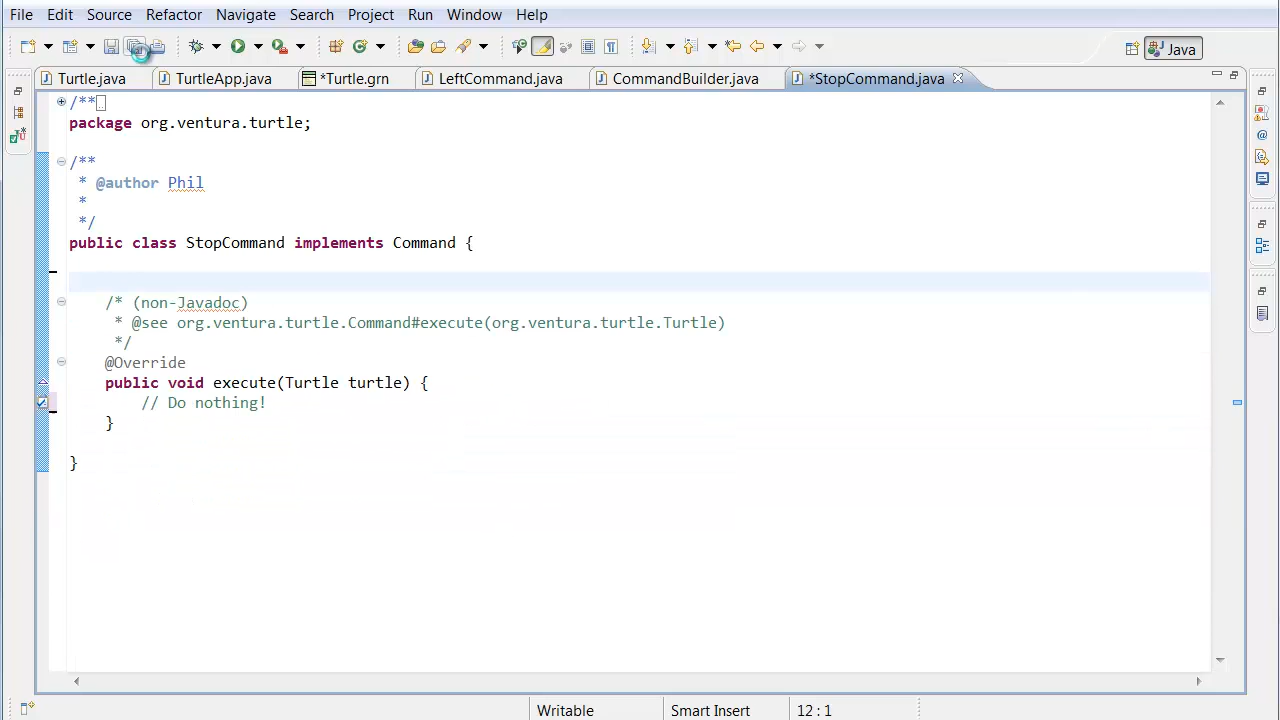 File Edit Source Refactor Navigate Search Project Run Window Help
Java
Turtle.java TurtleApp.java *Turtle.grn LeftCommand.java CommandBuilder.java *StopCommand.java
/**
package org.ventura.turtle;
/**
* @author Phil
*
*/
public class StopCommand implements Command {
/* (non-Javadoc)
* @see org.ventura.turtle.Command#execute(org.ventura.turtle.Turtle)
*/
@Override
public void execute(Turtle turtle) {
// Do nothing!
}
}
Writable Smart Insert 12 : 1